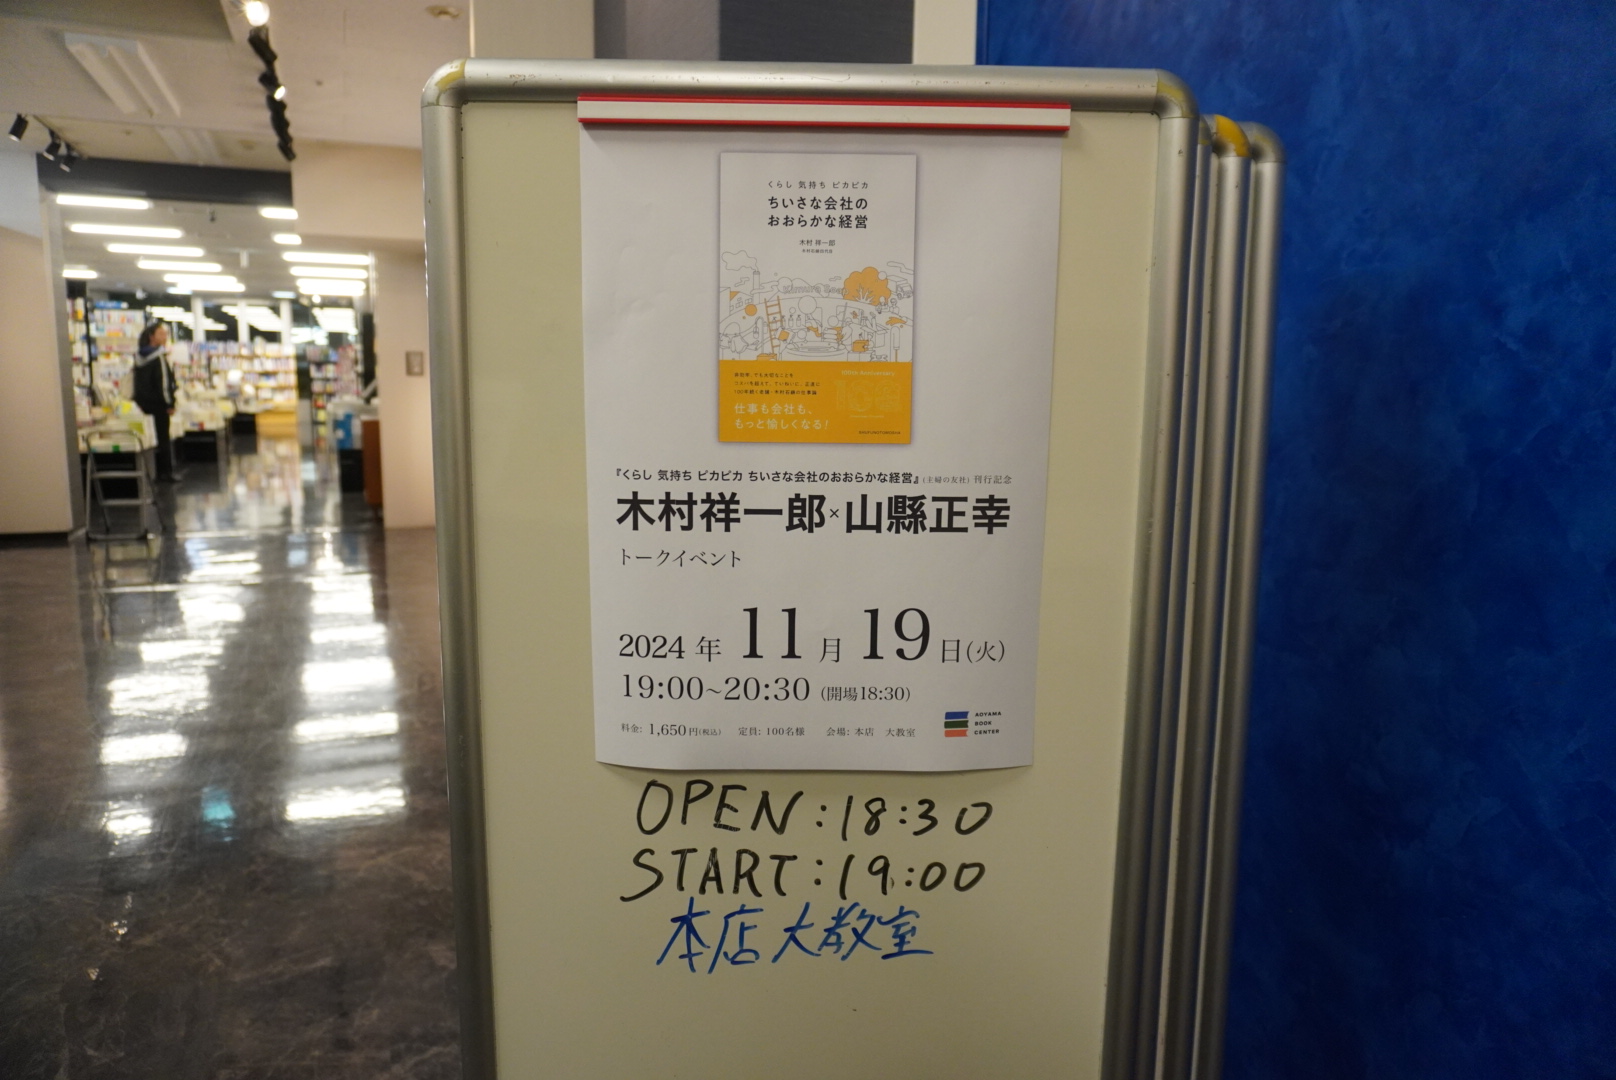 くらし 気持ち ピカピカ
ちいさな会社の
おおらかな経営
木村 祥一郎
仕事も会社も、
もっと愉しくなる!
『くらし 気持ち ピカピカ ちいさな会社のおおらかな経営』(主婦の友社) 刊行記念
木村祥一郎×山縣正幸
トークイベント
2024年 11月19日(火)
19:00~20:30 (開場18:30)
料金: 1,650円(税込) 定員: 100名様 会場: 本店 大教室
AOYAMA
BOOK
CENTER
OPEN:18:30
START:19:00
本店大教室